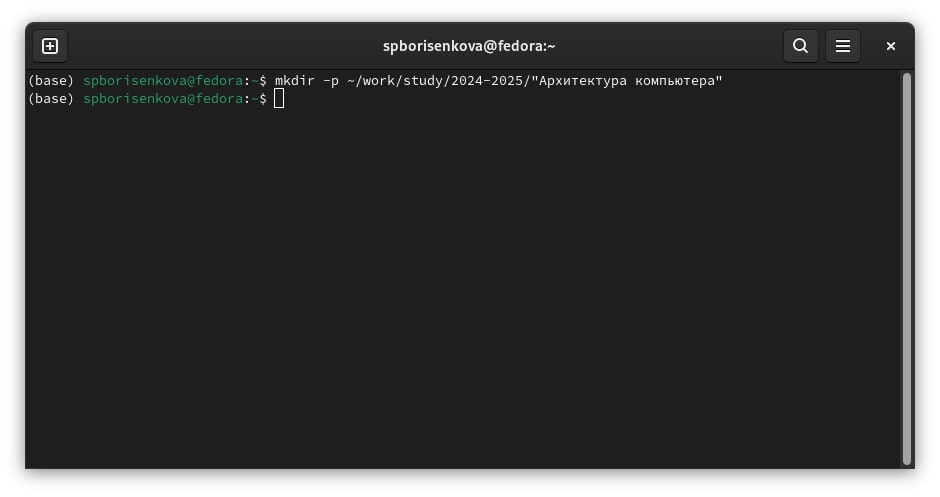 spborisenkova@fedora:~
(base) spborisenkova@fedora:~$ mkdir -p ~/work/study/2024-2025/"Архитектура компьютера"
(base) spborisenkova@fedora:~$